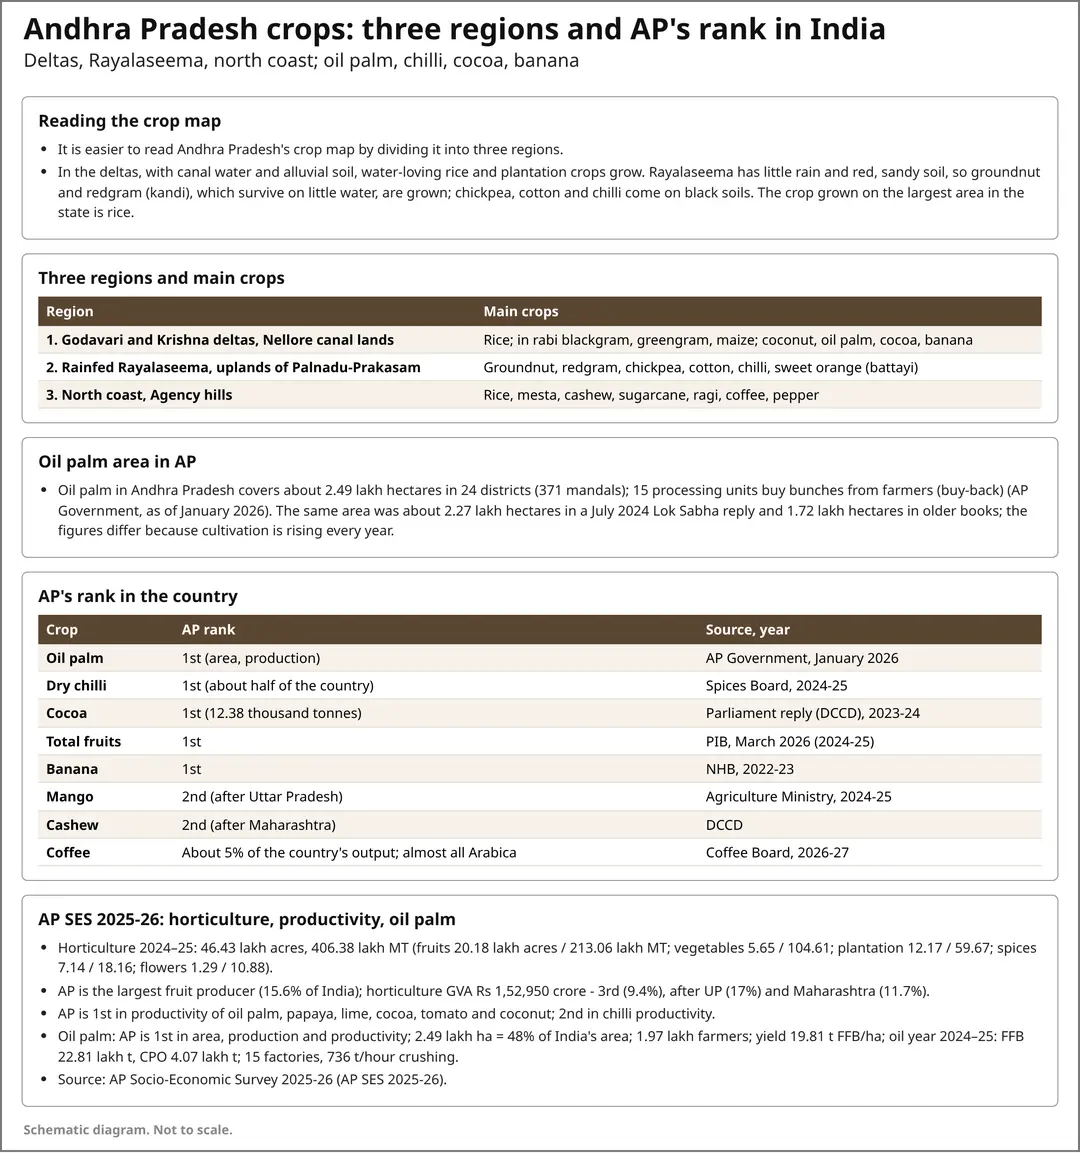 Andhra Pradesh crops: three regions and AP's rank in India
Deltas, Rayalaseema, north coast; oil palm, chilli, cocoa, banana
Reading the crop map
• It is easier to read Andhra Pradesh's crop map by dividing it into three regions.
• In the deltas, with canal water and alluvial soil, water-loving rice and plantation crops grow. Rayalaseema has little rain and red, sandy soil, so groundnut
and redgram (kandi), which survive on little water, are grown; chickpea, cotton and chilli come on black soils. The crop grown on the largest area in the
state is rice.
Three regions and main crops
Region Main crops
1. Godavari and Krishna deltas, Nellore canal lands Rice; in rabi blackgram, greengram, maize; coconut, oil palm, cocoa, banana
2. Rainfed Rayalaseema, uplands of Palnadu-Prakasam Groundnut, redgram, chickpea, cotton, chilli, sweet orange (battayi)
3. North coast, Agency hills Rice, mesta, cashew, sugarcane, ragi, coffee, pepper
Oil palm area in AP
• Oil palm in Andhra Pradesh covers about 2.49 lakh hectares in 24 districts (371 mandals); 15 processing units buy bunches from farmers (buy-back) (AP
Government, as of January 2026). The same area was about 2.27 lakh hectares in a July 2024 Lok Sabha reply and 1.72 lakh hectares in older books; the
figures differ because cultivation is rising every year.
AP's rank in the country
Crop AP rank Source, year
Oil palm 1st (area, production) AP Government, January 2026
Dry chilli 1st (about half of the country) Spices Board, 2024-25
Cocoa 1st (12.38 thousand tonnes) Parliament reply (DCCD), 2023-24
Total fruits 1st PIB, March 2026 (2024-25)
Banana 1st NHB, 2022-23
Mango 2nd (after Uttar Pradesh) Agriculture Ministry, 2024-25
Cashew 2nd (after Maharashtra) DCCD
Coffee About 5% of the country's output; almost all Arabica Coffee Board, 2026-27
AP SES 2025-26: horticulture, productivity, oil palm
• Horticulture 2024–25: 46.43 lakh acres, 406.38 lakh MT (fruits 20.18 lakh acres / 213.06 lakh MT; vegetables 5.65 / 104.61; plantation 12.17 / 59.67; spices
7.14 / 18.16; flowers 1.29 / 10.88).
• AP is the largest fruit producer (15.6% of India); horticulture GVA Rs 1,52,950 crore - 3rd (9.4%), after UP (17%) and Maharashtra (11.7%).
• AP is 1st in productivity of oil palm, papaya, lime, cocoa, tomato and coconut; 2nd in chilli productivity.
• Oil palm: AP is 1st in area, production and productivity; 2.49 lakh ha = 48% of India's area; 1.97 lakh farmers; yield 19.81 t FFB/ha; oil year 2024–25: FFB
22.81 lakh t, CPO 4.07 lakh t; 15 factories, 736 t/hour crushing.
• Source: AP Socio-Economic Survey 2025-26 (AP SES 2025-26).
Schematic diagram. Not to scale.